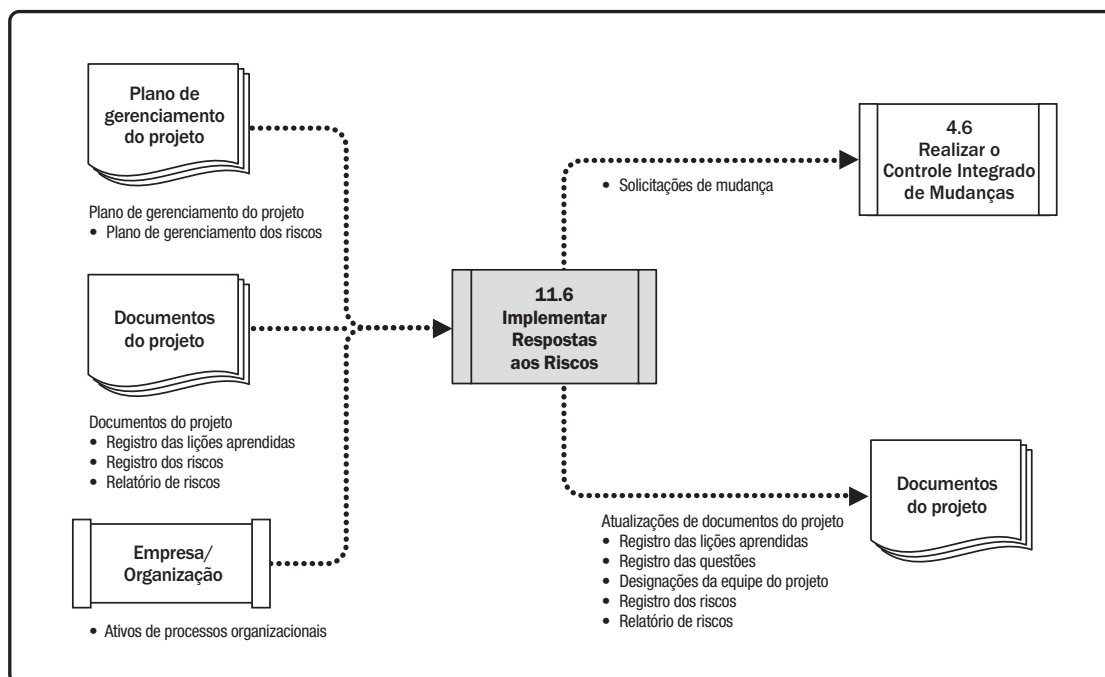 Plano de
gerenciamento
do projeto
Plano de gerenciamento do projeto
• Plano de gerenciamento dos riscos
Documentos
do projeto
Documentos do projeto
• Registro das lições aprendidas
• Registro dos riscos
• Relatório de riscos
Empresa/
Organização
• Ativos de processos organizacionais
11.6
Implementar
Respostas
aos Riscos
• Solicitações de mudança
4.6
Realizar o
Controle Integrado
de Mudanças
Atualizações de documentos do projeto
• Registro das lições aprendidas
• Registro das questões
• Designações da equipe do projeto
• Registro dos riscos
• Relatório de riscos
Documentos
do projeto